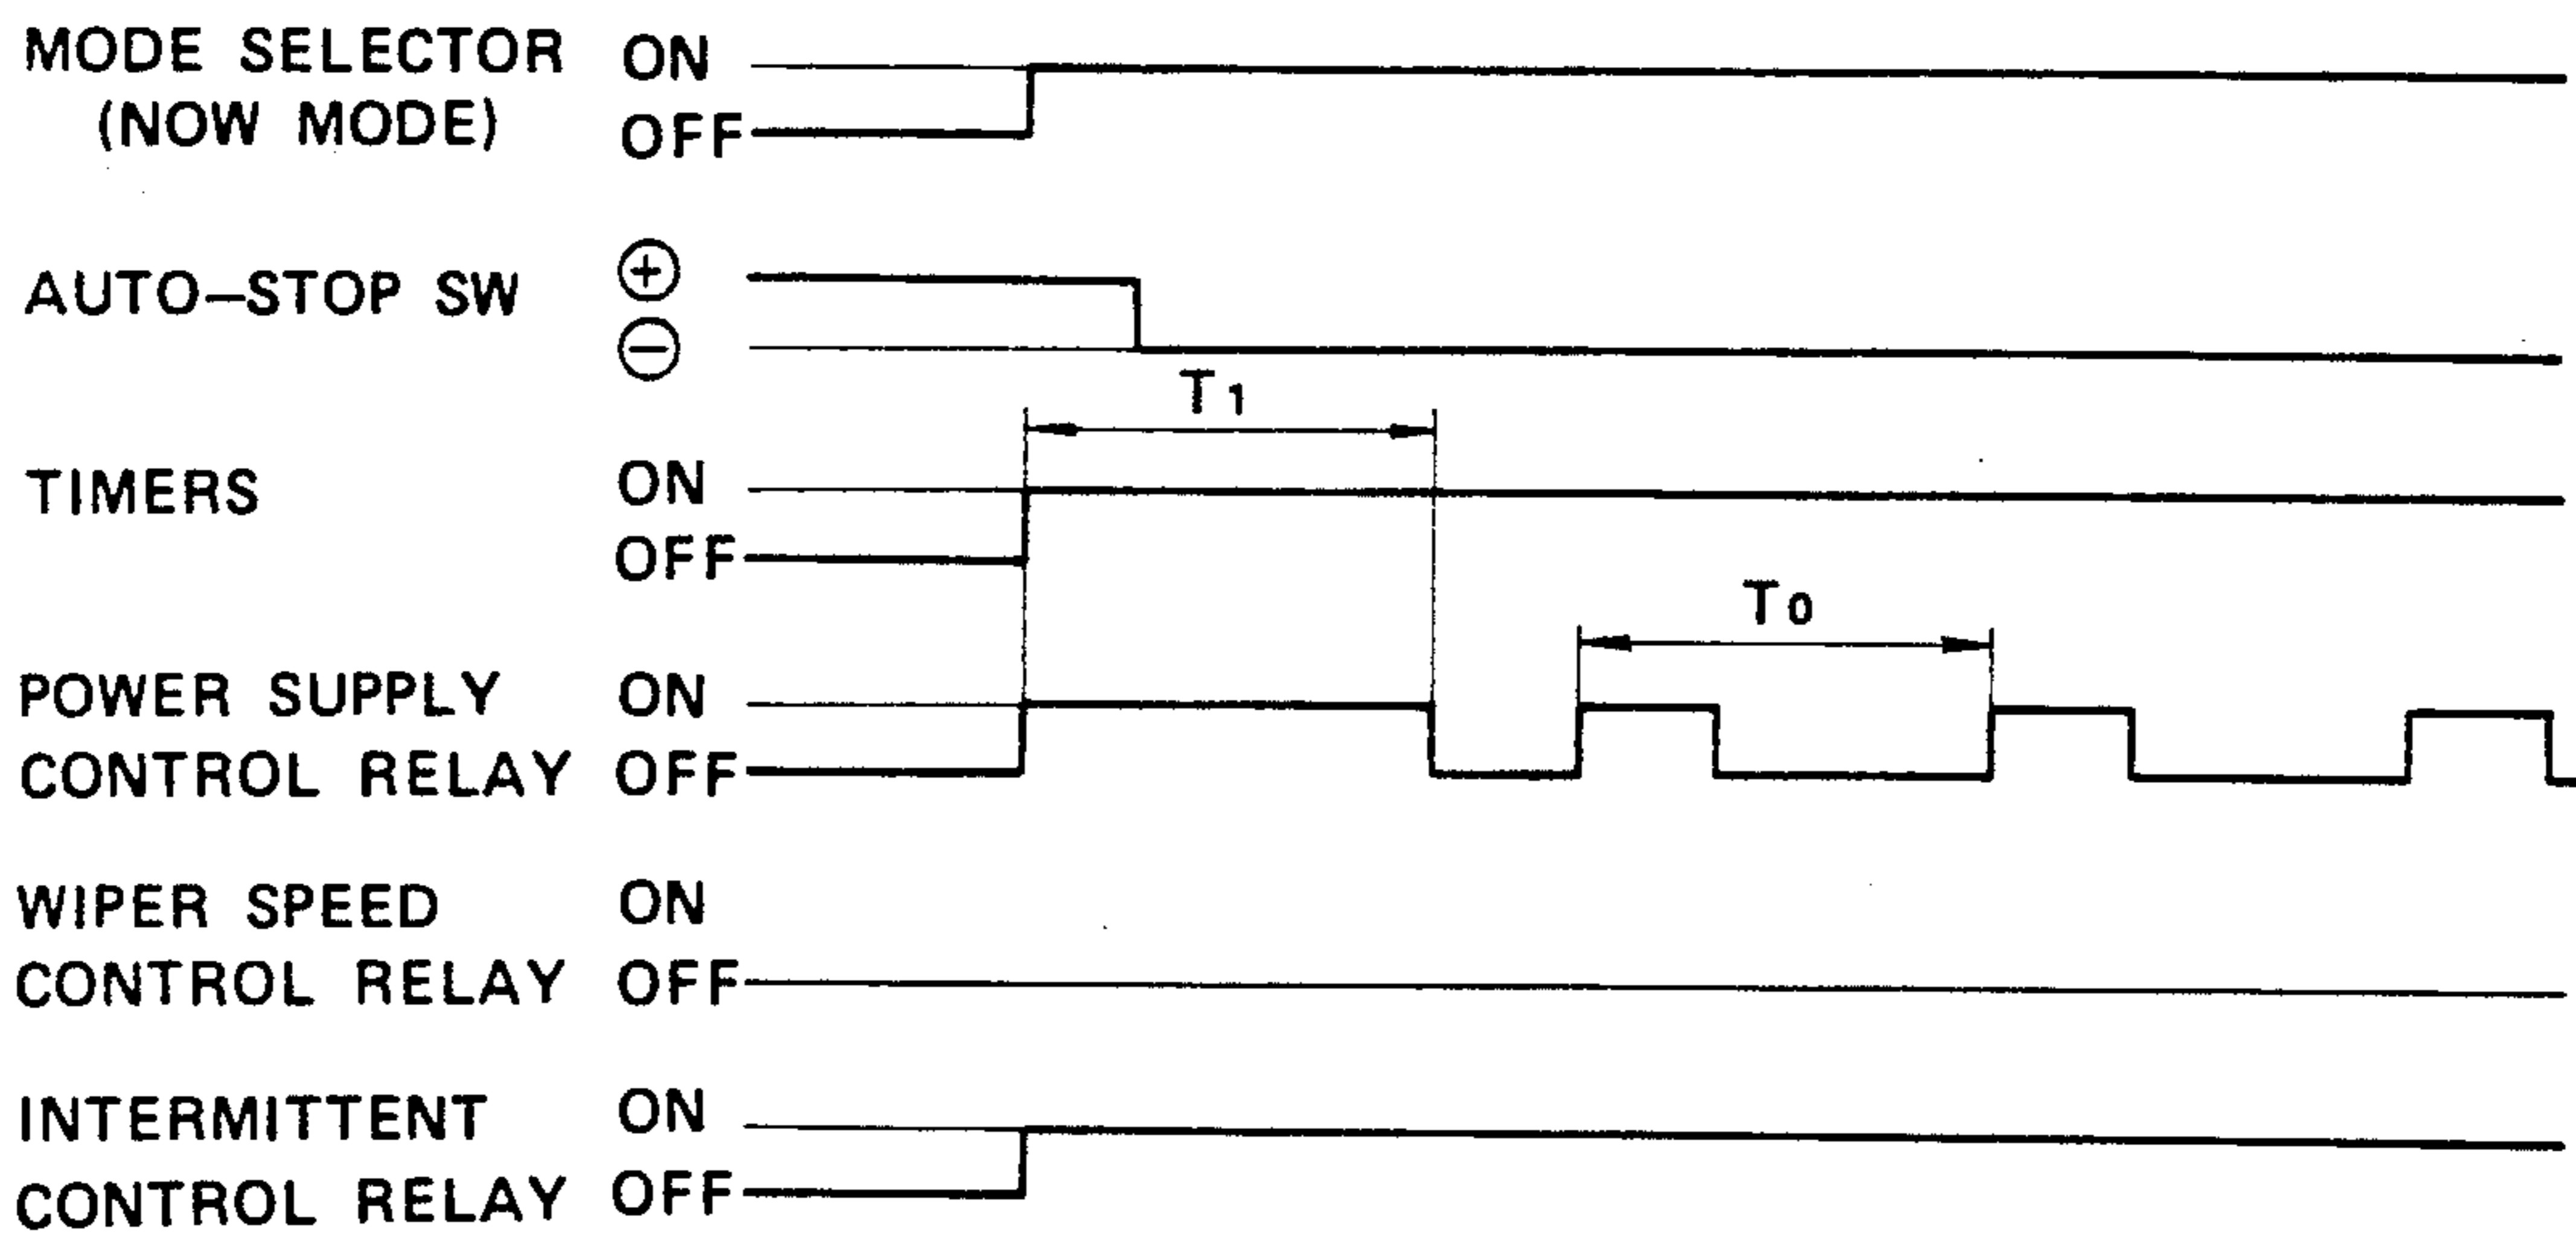 MODE SELECTOR ON
(NOW MODE) OFF
AUTO–STOP SW ⊕
⊖
T1
TIMERS ON
OFF
T0
POWER SUPPLY ON
CONTROL RELAY OFF
WIPER SPEED ON
CONTROL RELAY OFF
INTERMITTENT ON
CONTROL RELAY OFF